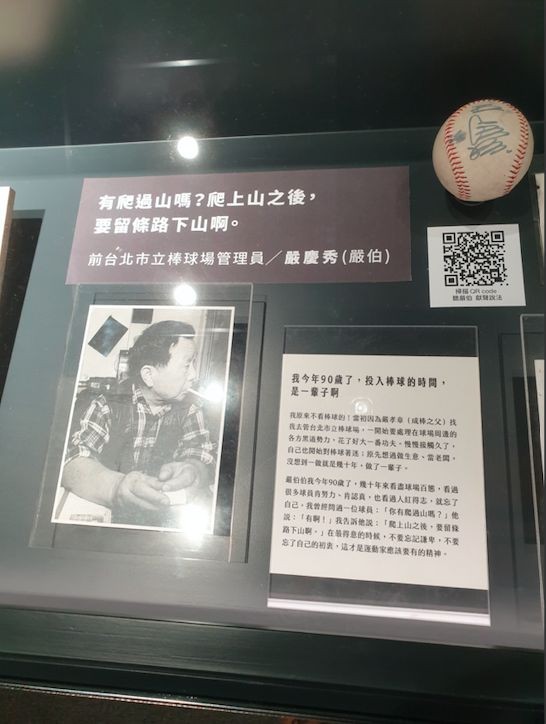 有爬過山嗎？爬上山之後，
要留條路下山啊。
前台北市立棒球場管理員／嚴慶秀(嚴伯)
掃描QR code
聽嚴伯 獻聲說法
我今年90歲了，投入棒球的時間，
是一輩子啊
我原來不看棒球的！當初因為嚴孝章（成棒之父）找
我去管台北市立棒球場，一開始要處理在球場周邊的
各方黑道勢力，花了好大一番功夫。慢慢接觸久了，
自己也開始對棒球著迷；原先想過做生意、當老闆，
沒想到一做就是幾十年，做了一輩子。
嚴伯伯我今年90歲了，幾十年來看盡球場百態，看過
很多球員肯努力、肯認真，也看過人紅得志，就忘了
自己。我曾經問過一位球員：「你有爬過山嗎？」他
說：「有啊！」我告訴他說：「爬上山之後，要留條
路下山啊。」在最得意的時候，不要忘記謙卑，不要
忘了自己的初衷，這才是運動家應該要有的精神。